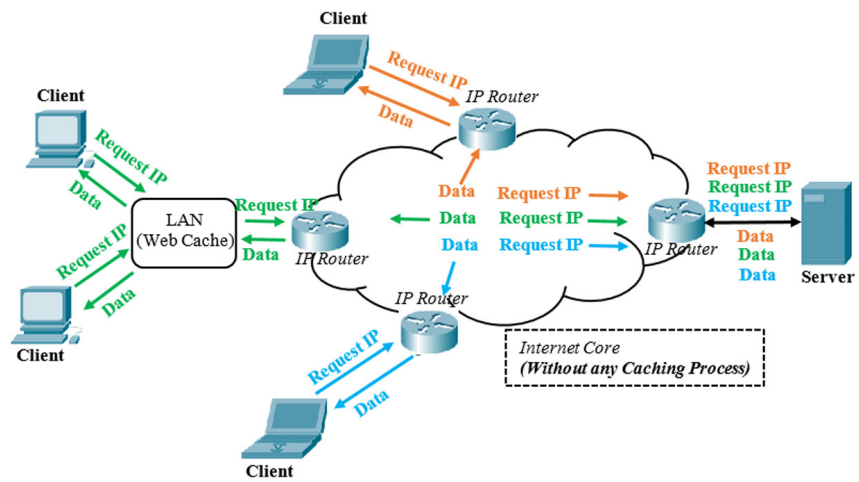 Client
Request IP
Data
IP Router
Client
Request IP
Data
Request IP
Data
Client
LAN
(Web Cache)
Request IP
Data
IP Router
Data
Data
Data
Request IP
Request IP
Request IP
IP Router
Request IP
Request IP
Request IP
Data
Data
Data
Server
IP Router
Request IP
Data
Client
Internet Core
(Without any Caching Process)